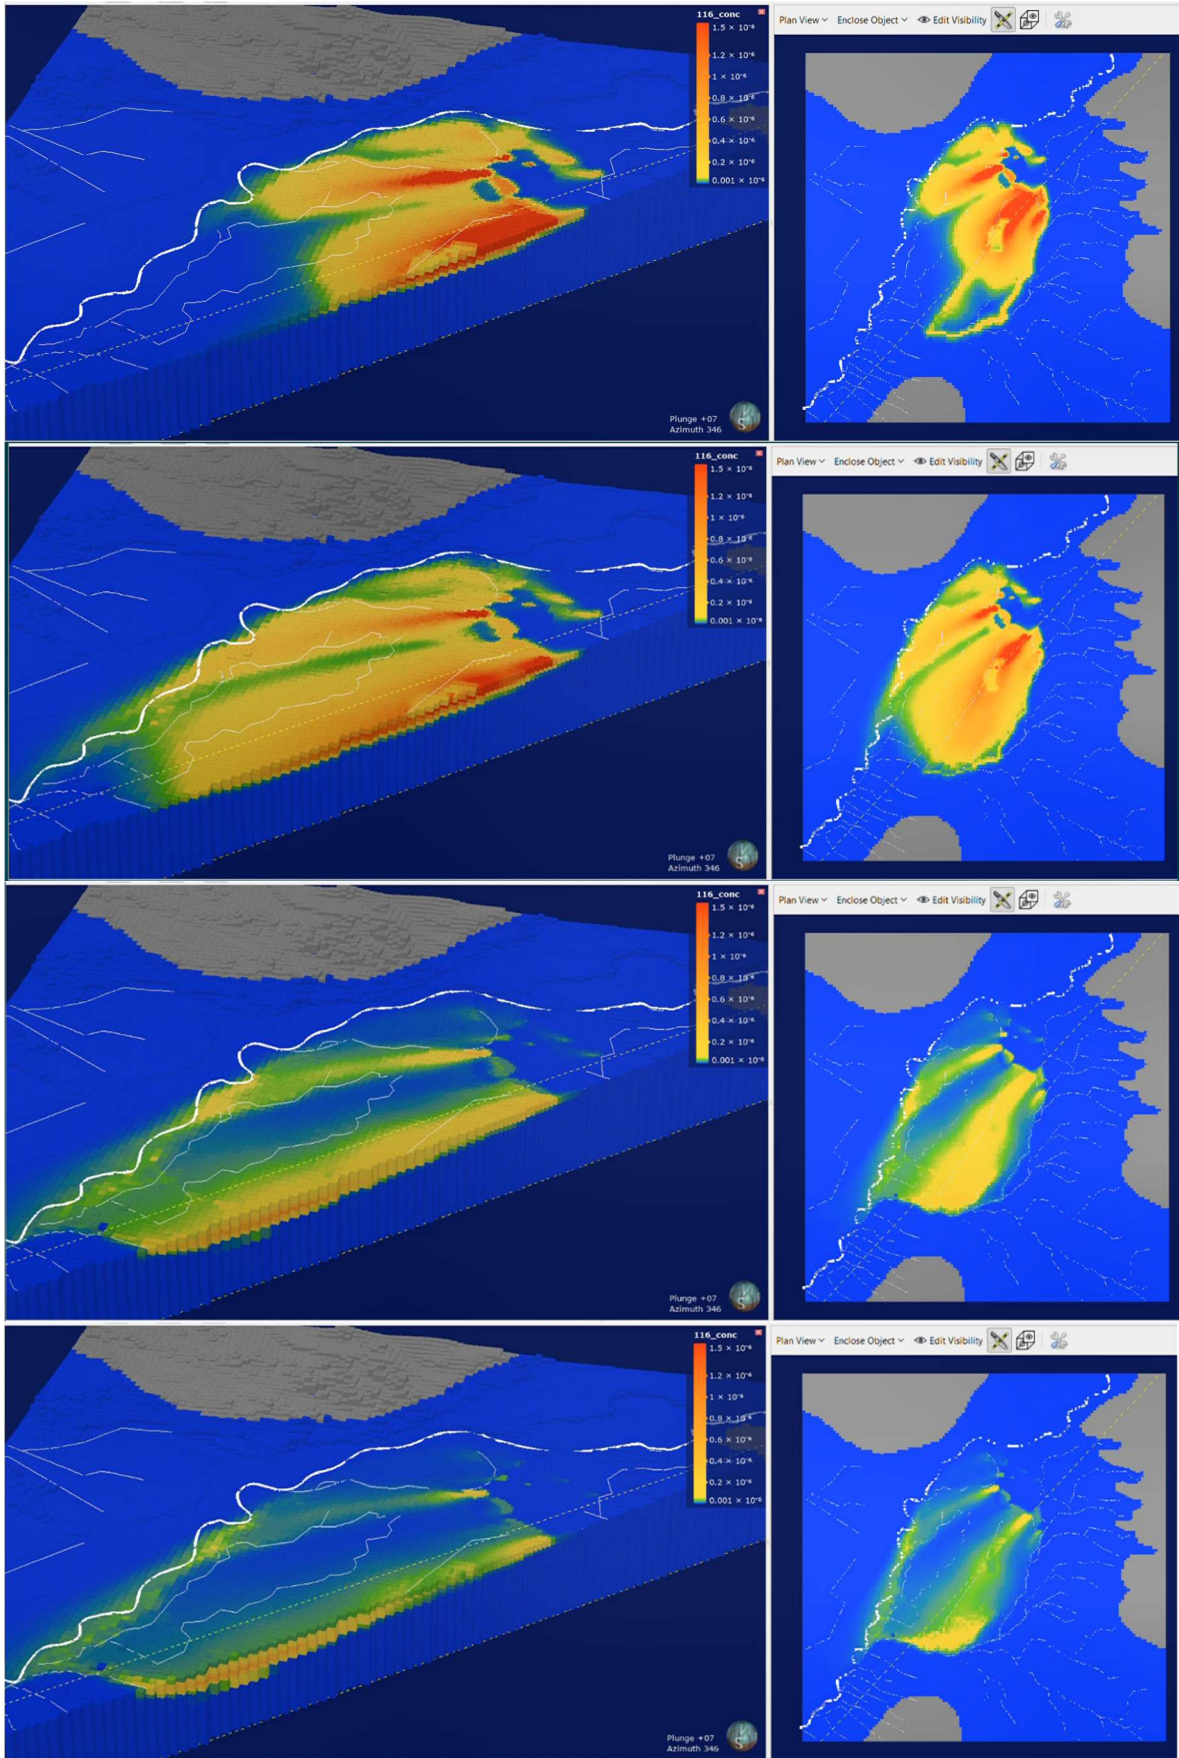 116_conc
1.5 × 10⁻⁶
1.2 × 10⁻⁶
1 × 10⁻⁶
0.8 × 10⁻⁶
0.6 × 10⁻⁶
0.4 × 10⁻⁶
0.2 × 10⁻⁶
0.001 × 10⁻⁶
Plunge +07
Azimuth 346
S
Plan View Enclose Object Edit Visibility
116_conc
1.5 × 10⁻⁶
1.2 × 10⁻⁶
1 × 10⁻⁶
0.8 × 10⁻⁶
0.6 × 10⁻⁶
0.4 × 10⁻⁶
0.2 × 10⁻⁶
0.001 × 10⁻⁶
Plunge +07
Azimuth 346
S
Plan View Enclose Object Edit Visibility
116_conc
1.5 × 10⁻⁶
1.2 × 10⁻⁶
1 × 10⁻⁶
0.8 × 10⁻⁶
0.6 × 10⁻⁶
0.4 × 10⁻⁶
0.2 × 10⁻⁶
0.001 × 10⁻⁶
Plunge +07
Azimuth 346
S
Plan View Enclose Object Edit Visibility
116_conc
1.5 × 10⁻⁶
1.2 × 10⁻⁶
1 × 10⁻⁶
0.8 × 10⁻⁶
0.6 × 10⁻⁶
0.4 × 10⁻⁶
0.2 × 10⁻⁶
0.001 × 10⁻⁶
Plunge +07
Azimuth 346
S
Plan View Enclose Object Edit Visibility